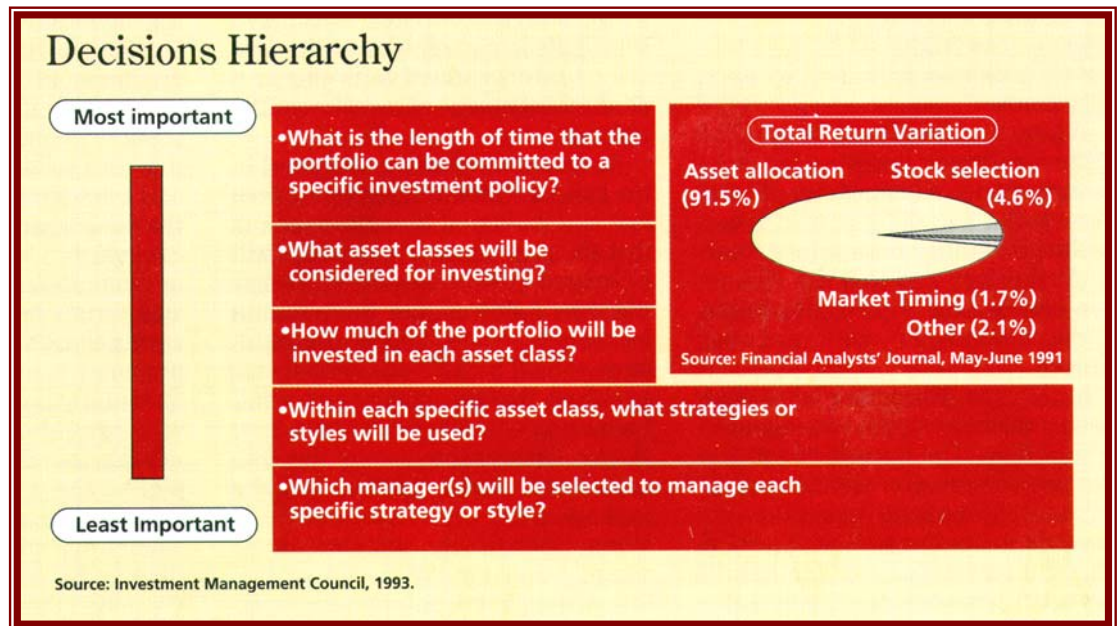 Decisions Hierarchy
Most important
•What is the length of time that the
portfolio can be committed to a
specific investment policy?
•What asset classes will be
considered for investing?
•How much of the portfolio will be
invested in each asset class?
•Within each specific asset class, what strategies or
styles will be used?
•Which manager(s) will be selected to manage each
specific strategy or style?
Least Important
Total Return Variation
Asset allocation
(91.5%)
Stock selection
(4.6%)
Market Timing (1.7%)
Other (2.1%)
Source: Financial Analysts' Journal, May-June 1991
Source: Investment Management Council, 1993.